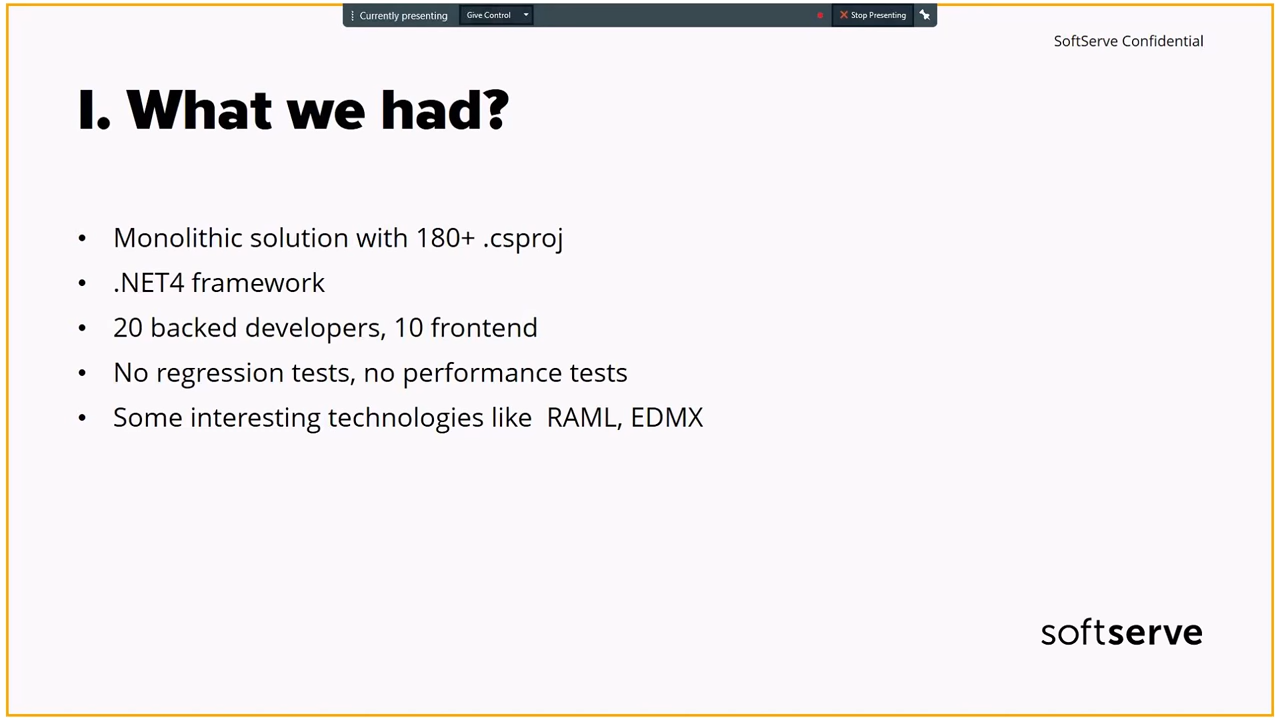 Currently presenting
Give Control
Stop Presenting
SoftServe Confidential
I. What we had?
• Monolithic solution with 180+ .csproj
• .NET4 framework
• 20 backed developers, 10 frontend
• No regression tests, no performance tests
• Some interesting technologies like  RAML, EDMX
softserve